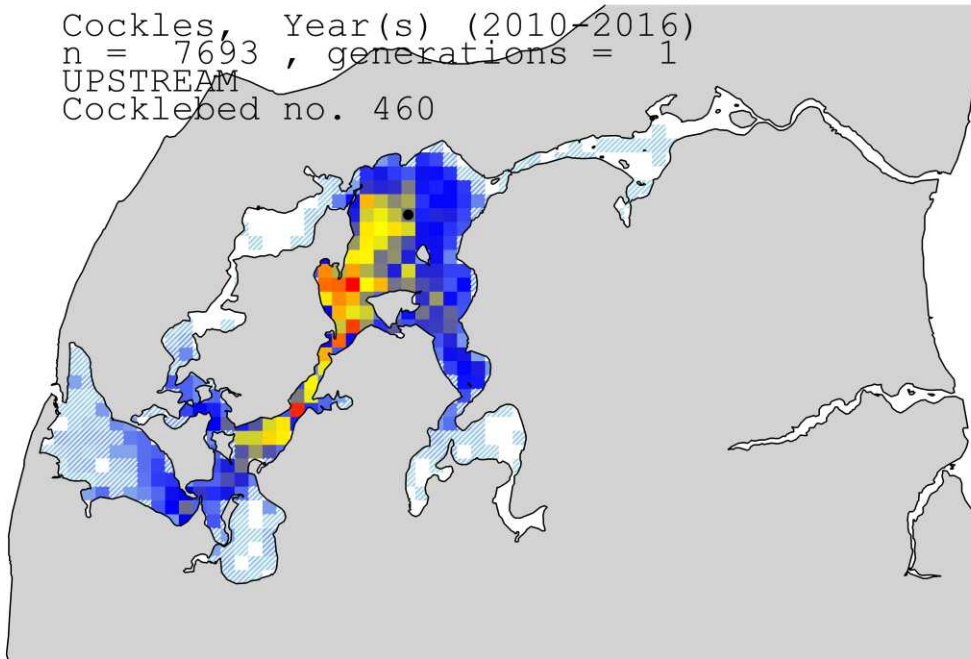 Cockles, Year(s) (2010-2016)
n = 7693 , generations = 1
UPSTREAM
Cocklebed no. 460